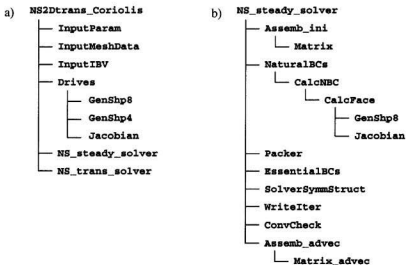 a)
NS2Dtrans_Coriolis
InputParam
InputMeshData
InputIBV
Drives
GenShp8
GenShp4
Jacobian
NS_steady_solver
NS_trans_solver
b)
NS_steady_solver
Assemb_ini
Matrix
NaturalBCs
CalcNBC
CalcFace
GenShp8
Jacobian
Packer
EssentialBCs
SolverSymmStruct
WriteIter
ConvCheck
Assemb_advec
Matrix_advec